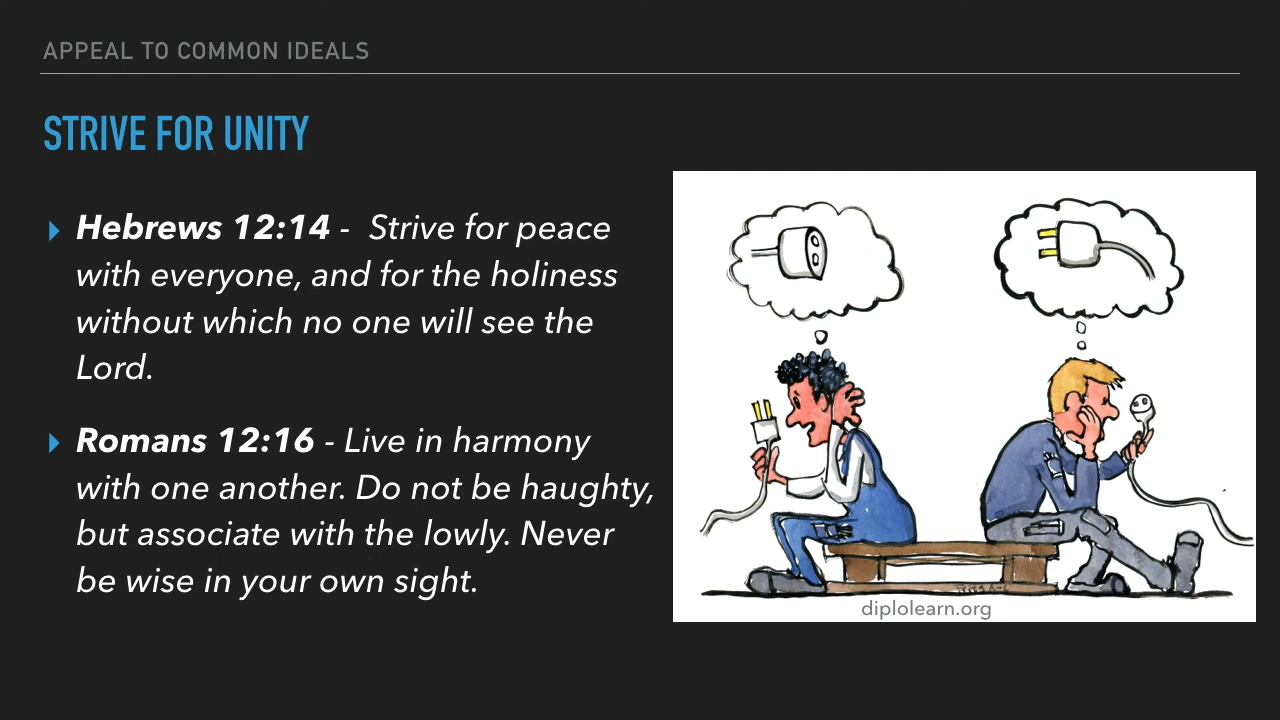 APPEAL TO COMMON IDEALS
STRIVE FOR UNITY
Hebrews 12:14 - Strive for peace
with everyone, and for the holiness
without which no one will see the
Lord.
Romans 12:16 - Live in harmony
with one another. Do not be haughty,
but associate with the lowly. Never
be wise in your own sight.
diplolearn.org